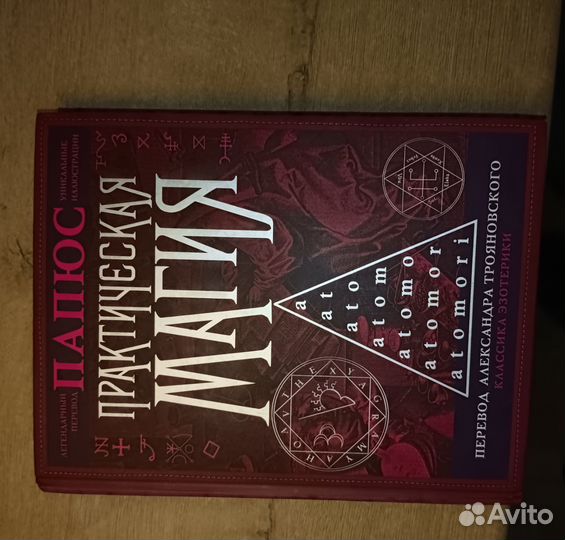 ЛЕГЕНДАРНЫЙ
ПЕРЕВОД
ПАПЮС
УНИКАЛЬНЫЕ
ИЛЛЮСТРАЦИИ
ПРАКТИЧЕСКАЯ
МАГИЯ
a
at
ato
atom
atomo
atomor
atomori
ПЕРЕВОД АЛЕКСАНДРА ТРОЯНОВСКОГО
КЛАССИКА ЭЗОТЕРИКИ
Avito